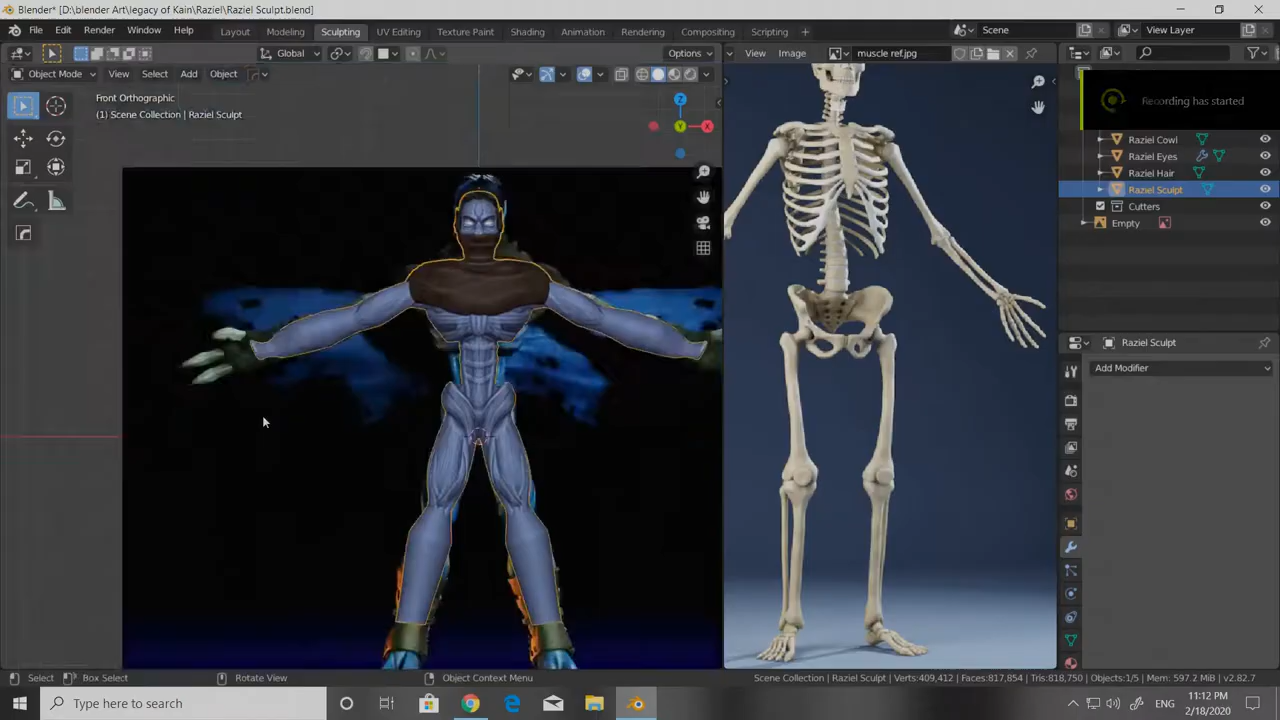 Blender* [D:\blender Art\legacy of Kain\Raziel\Raziel Sculpt.blend]
File Edit Render Window Help Layout Modeling Sculpting UV Editing Texture Paint Shading Animation Rendering Compositing Scripting Scene View Layer
Global Options View Image muscle ref.jpg
Object Mode View Select Add Object
Front Orthographic
(1) Scene Collection | Raziel Sculpt
Z
Y
X
Recording has started
Raziel Cowl
Raziel Eyes
Raziel Hair
Raziel Sculpt
Cutters
Empty
Raziel Sculpt
Add Modifier
Select Box Select Rotate View Object Context Menu Scene Collection | Raziel Sculpt | Verts:409,412 | Faces:817,854 | Tris:818,750 | Objects:1/5 | Mem: 597.2 MiB | v2.82.7
Type here to search
ENG
11:12 PM
2/18/2020